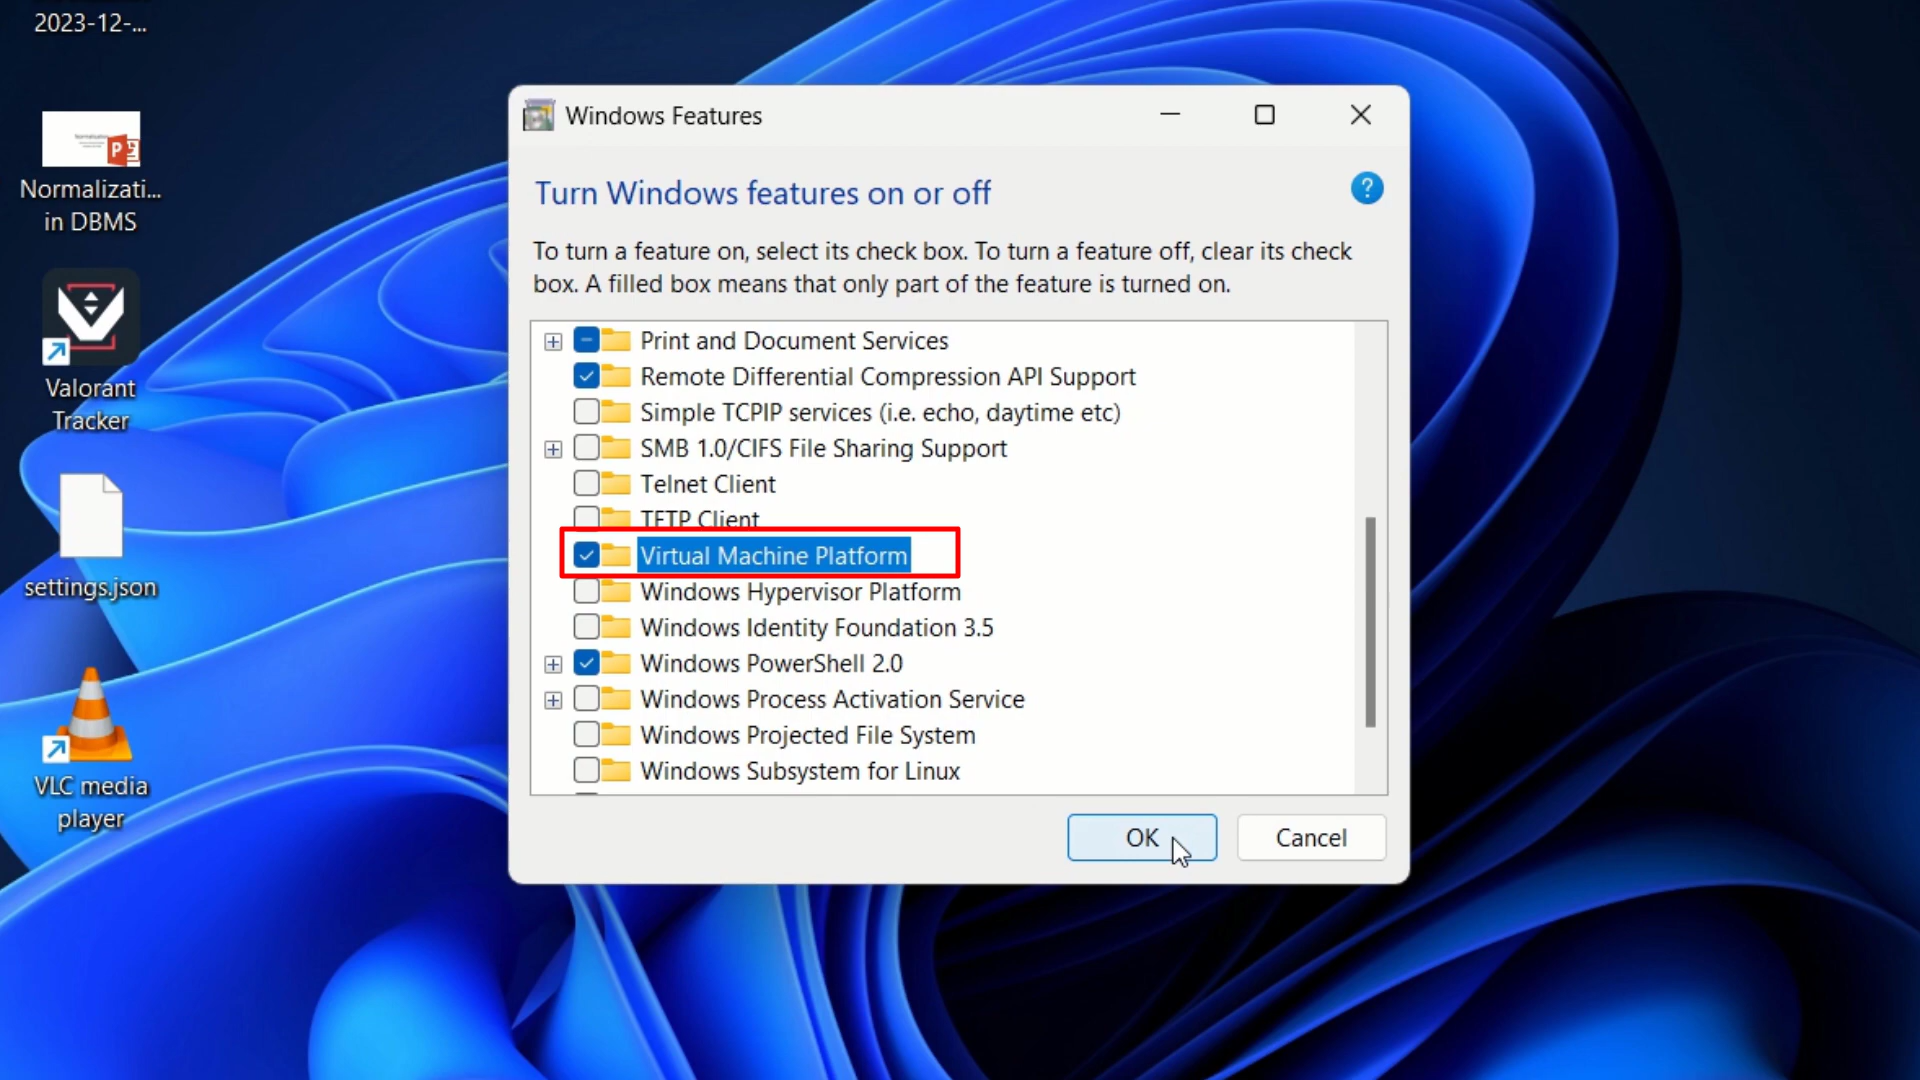 2023-12-...
Normalizati...
in DBMS
Valorant
Tracker
settings.json
VLC media
player
Windows Features
Turn Windows features on or off
To turn a feature on, select its check box. To turn a feature off, clear its check
box. A filled box means that only part of the feature is turned on.
Print and Document Services
Remote Differential Compression API Support
Simple TCPIP services (i.e. echo, daytime etc)
SMB 1.0/CIFS File Sharing Support
Telnet Client
TFTP Client
Virtual Machine Platform
Windows Hypervisor Platform
Windows Identity Foundation 3.5
Windows PowerShell 2.0
Windows Process Activation Service
Windows Projected File System
Windows Subsystem for Linux
OK
Cancel